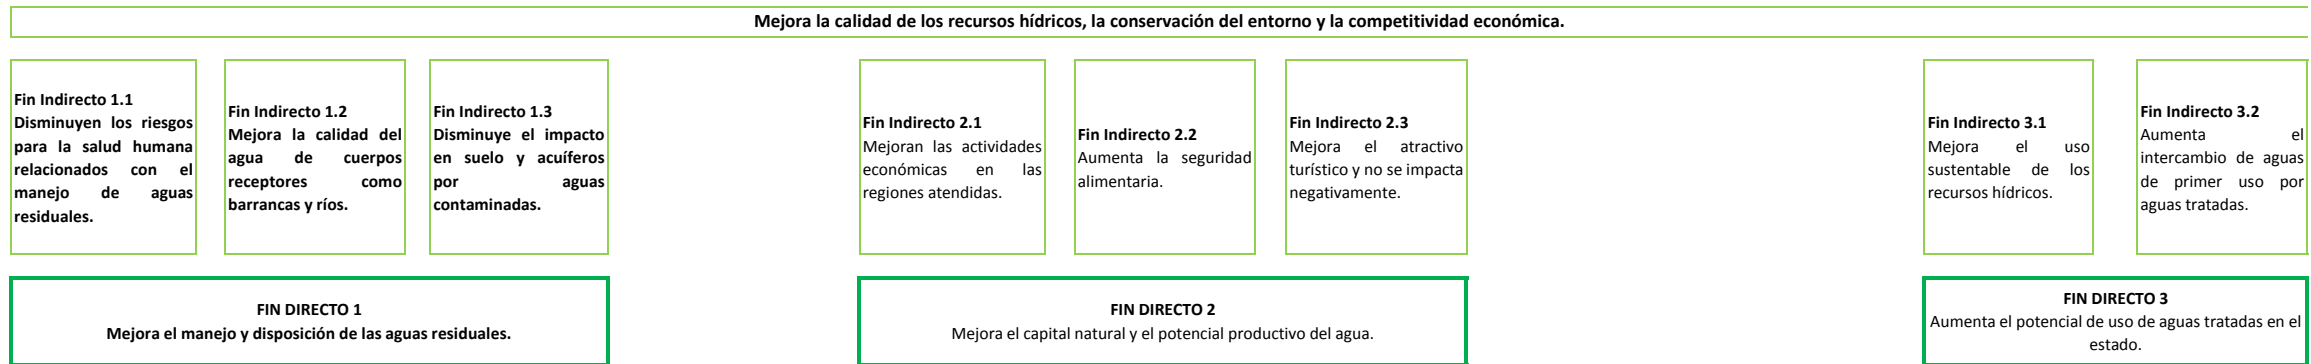 Mejora la calidad de los recursos hídricos, la conservación del entorno y la competitividad económica.
Fin Indirecto 1.1
Disminuyen los riesgos
para la salud humana
relacionados con el
manejo de aguas
residuales.
Fin Indirecto 1.2
Mejora la calidad del
agua de cuerpos
receptores como
barrancas y ríos.
Fin Indirecto 1.3
Disminuye el impacto
en suelo y acuíferos
por aguas
contaminadas.
Fin Indirecto 2.1
Mejoran las actividades
económicas en las
regiones atendidas.
Fin Indirecto 2.2
Aumenta la seguridad
alimentaria.
Fin Indirecto 2.3
Mejora el atractivo
turístico y no se impacta
negativamente.
Fin Indirecto 3.1
Mejora el uso
sustentable de los
recursos hídricos.
Fin Indirecto 3.2
Aumenta el
intercambio de aguas
de primer uso por
aguas tratadas.
FIN DIRECTO 1
Mejora el manejo y disposición de las aguas residuales.
FIN DIRECTO 2
Mejora el capital natural y el potencial productivo del agua.
FIN DIRECTO 3
Aumenta el potencial de uso de aguas tratadas en el
estado.